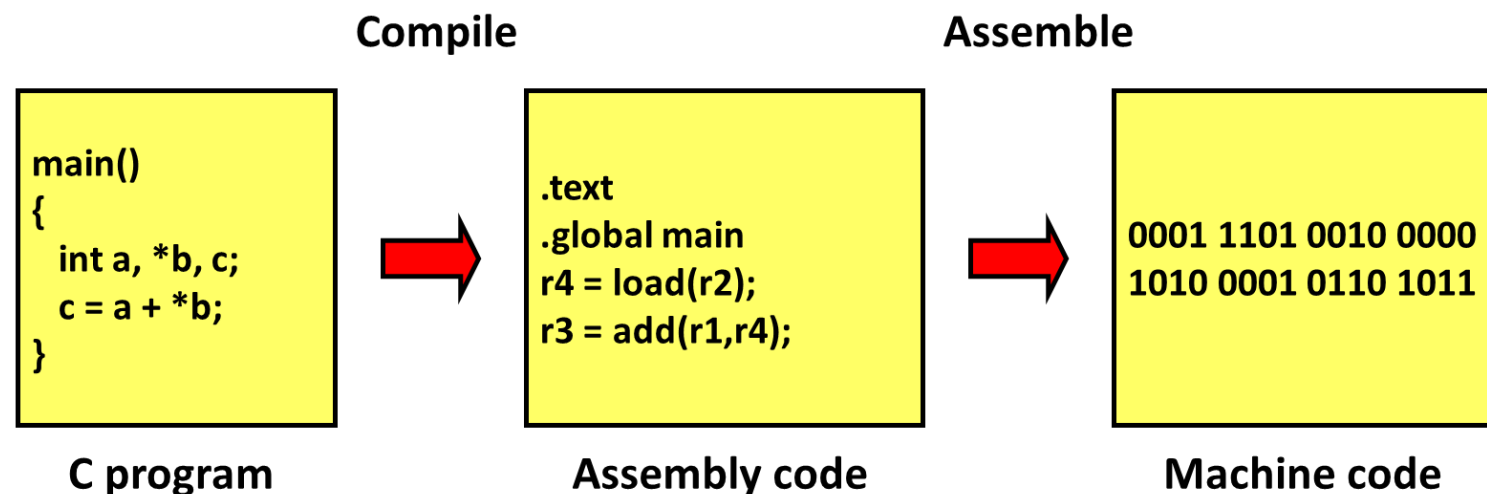 Compile
Assemble
main()
{
int a, *b, c;
c = a + *b;
}
.text
.global main
r4 = load(r2);
r3 = add(r1,r4);
0001 1101 0010 0000
1010 0001 0110 1011
C program
Assembly code
Machine code